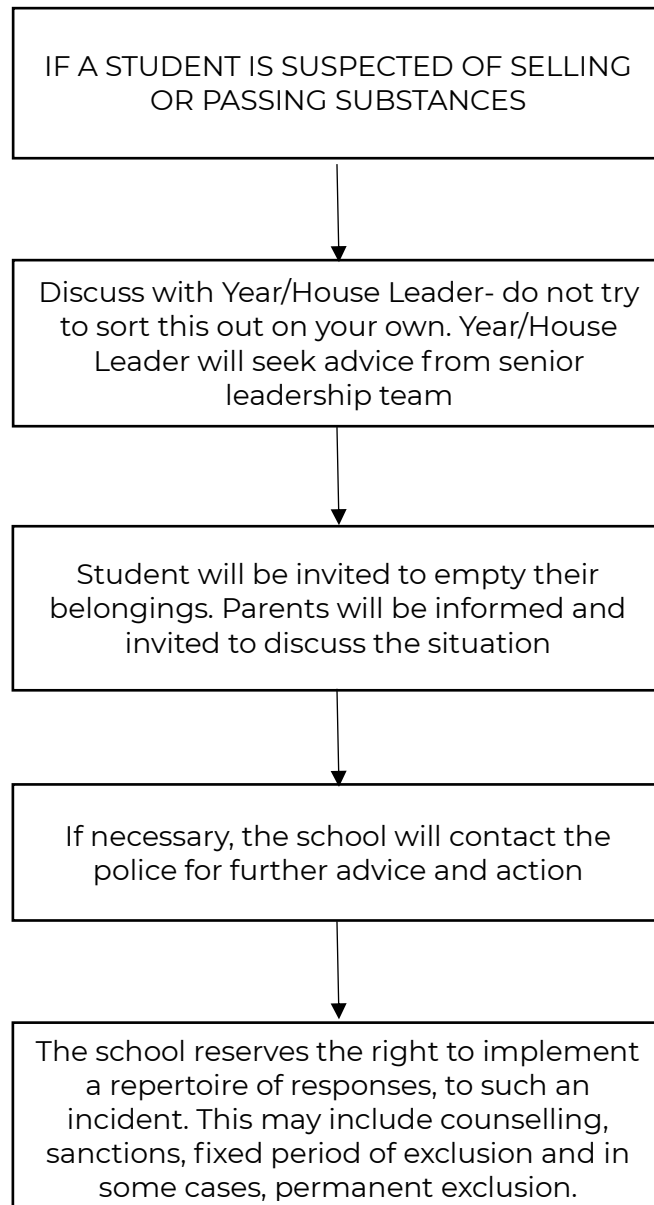 IF A STUDENT IS SUSPECTED OF SELLING
OR PASSING SUBSTANCES
Discuss with Year/House Leader- do not try
to sort this out on your own. Year/House
Leader will seek advice from senior
leadership team
Student will be invited to empty their
belongings. Parents will be informed and
invited to discuss the situation
If necessary, the school will contact the
police for further advice and action
The school reserves the right to implement
a repertoire of responses, to such an
incident. This may include counselling,
sanctions, fixed period of exclusion and in
some cases, permanent exclusion.